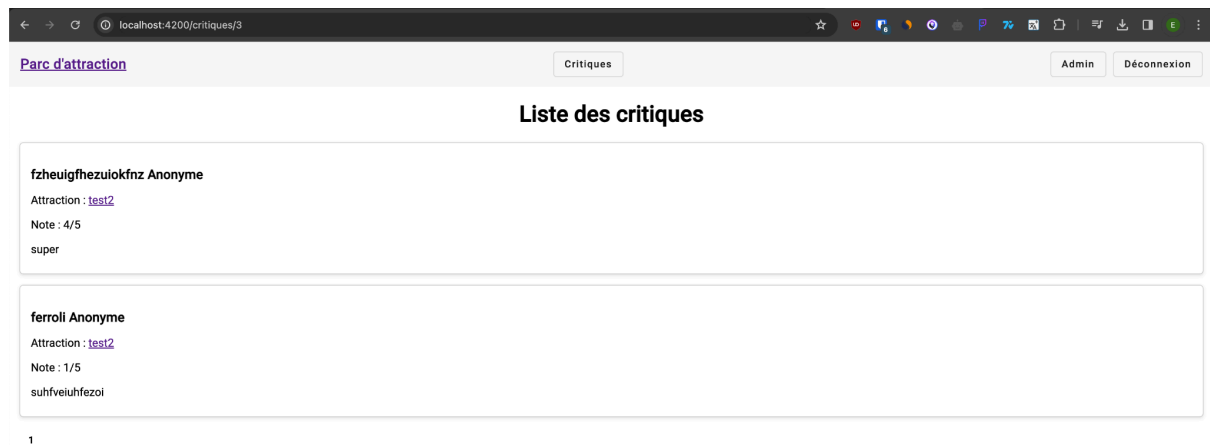 localhost:4200/critiques/3
Parc d'attraction
Critiques
Admin
Déconnexion
Liste des critiques
fzheuigfhezuiokfnz Anonyme
Attraction : test2
Note : 4/5
super
ferroli Anonyme
Attraction : test2
Note : 1/5
suhfveiuhfezoi
1